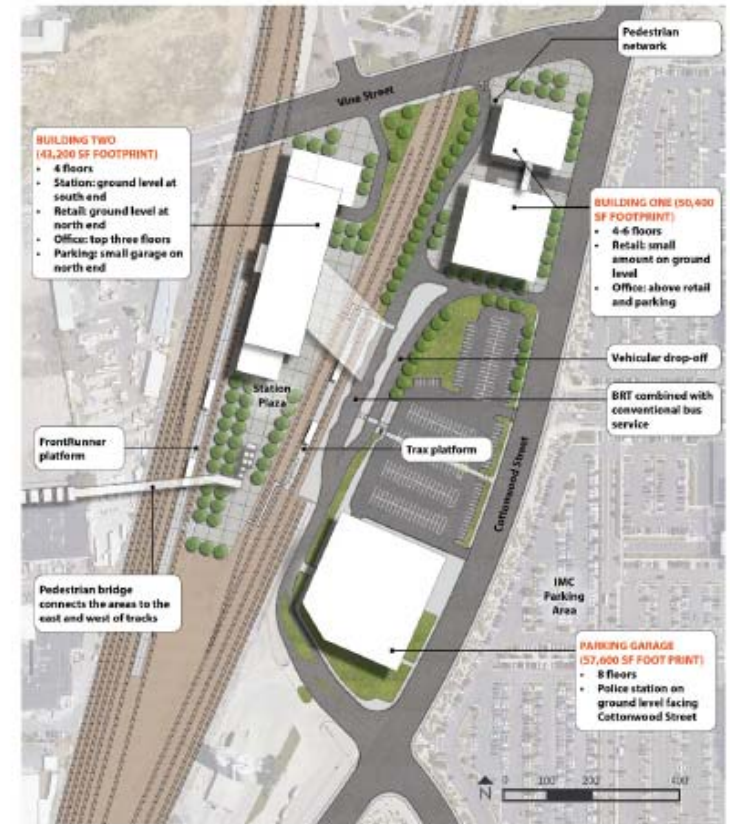 Pedestrian
network
Vine Street
BUILDING TWO
(43,200 SF FOOTPRINT)
• 4 floors
• Station: ground level at
south end
• Retail: ground level at
north end
• Office: top three floors
• Parking: small garage on
north end
BUILDING ONE (50,400
SF FOOTPRINT)
• 4-6 floors
• Retail: small
amount on ground
level
• Office: above retail
and parking
Vehicular drop-off
BRT combined with
conventional bus
service
Station
Plaza
FrontRunner
platform
Trax platform
Cottonwood Street
Pedestrian bridge
connects the areas to the
east and west of tracks
IMC
Parking
Area
PARKING GARAGE
(57,600 SF FOOT PRINT)
• 8 floors
• Police station on
ground level facing
Cottonwood Street
N
0 100' 200' 400'